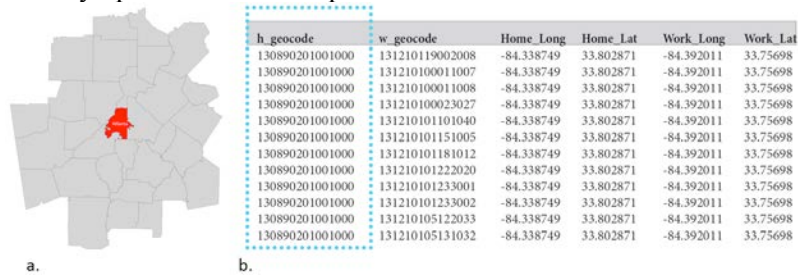 h_geocode w_geocode Home_Long Home_Lat Work_Long Work_Lat
130890201001000 131210119002008 -84.338749 33.802871 -84.392011 33.75698
130890201001000 131210100011007 -84.338749 33.802871 -84.392011 33.75698
130890201001000 131210100011008 -84.338749 33.802871 -84.392011 33.75698
130890201001000 131210100023027 -84.338749 33.802871 -84.392011 33.75698
130890201001000 131210101101040 -84.338749 33.802871 -84.392011 33.75698
130890201001000 131210101151005 -84.338749 33.802871 -84.392011 33.75698
130890201001000 131210101181012 -84.338749 33.802871 -84.392011 33.75698
130890201001000 131210101222020 -84.338749 33.802871 -84.392011 33.75698
130890201001000 131210101233001 -84.338749 33.802871 -84.392011 33.75698
130890201001000 131210101233002 -84.338749 33.802871 -84.392011 33.75698
130890201001000 131210105122033 -84.338749 33.802871 -84.392011 33.75698
130890201001000 131210105131032 -84.338749 33.802871 -84.392011 33.75698
a. b.